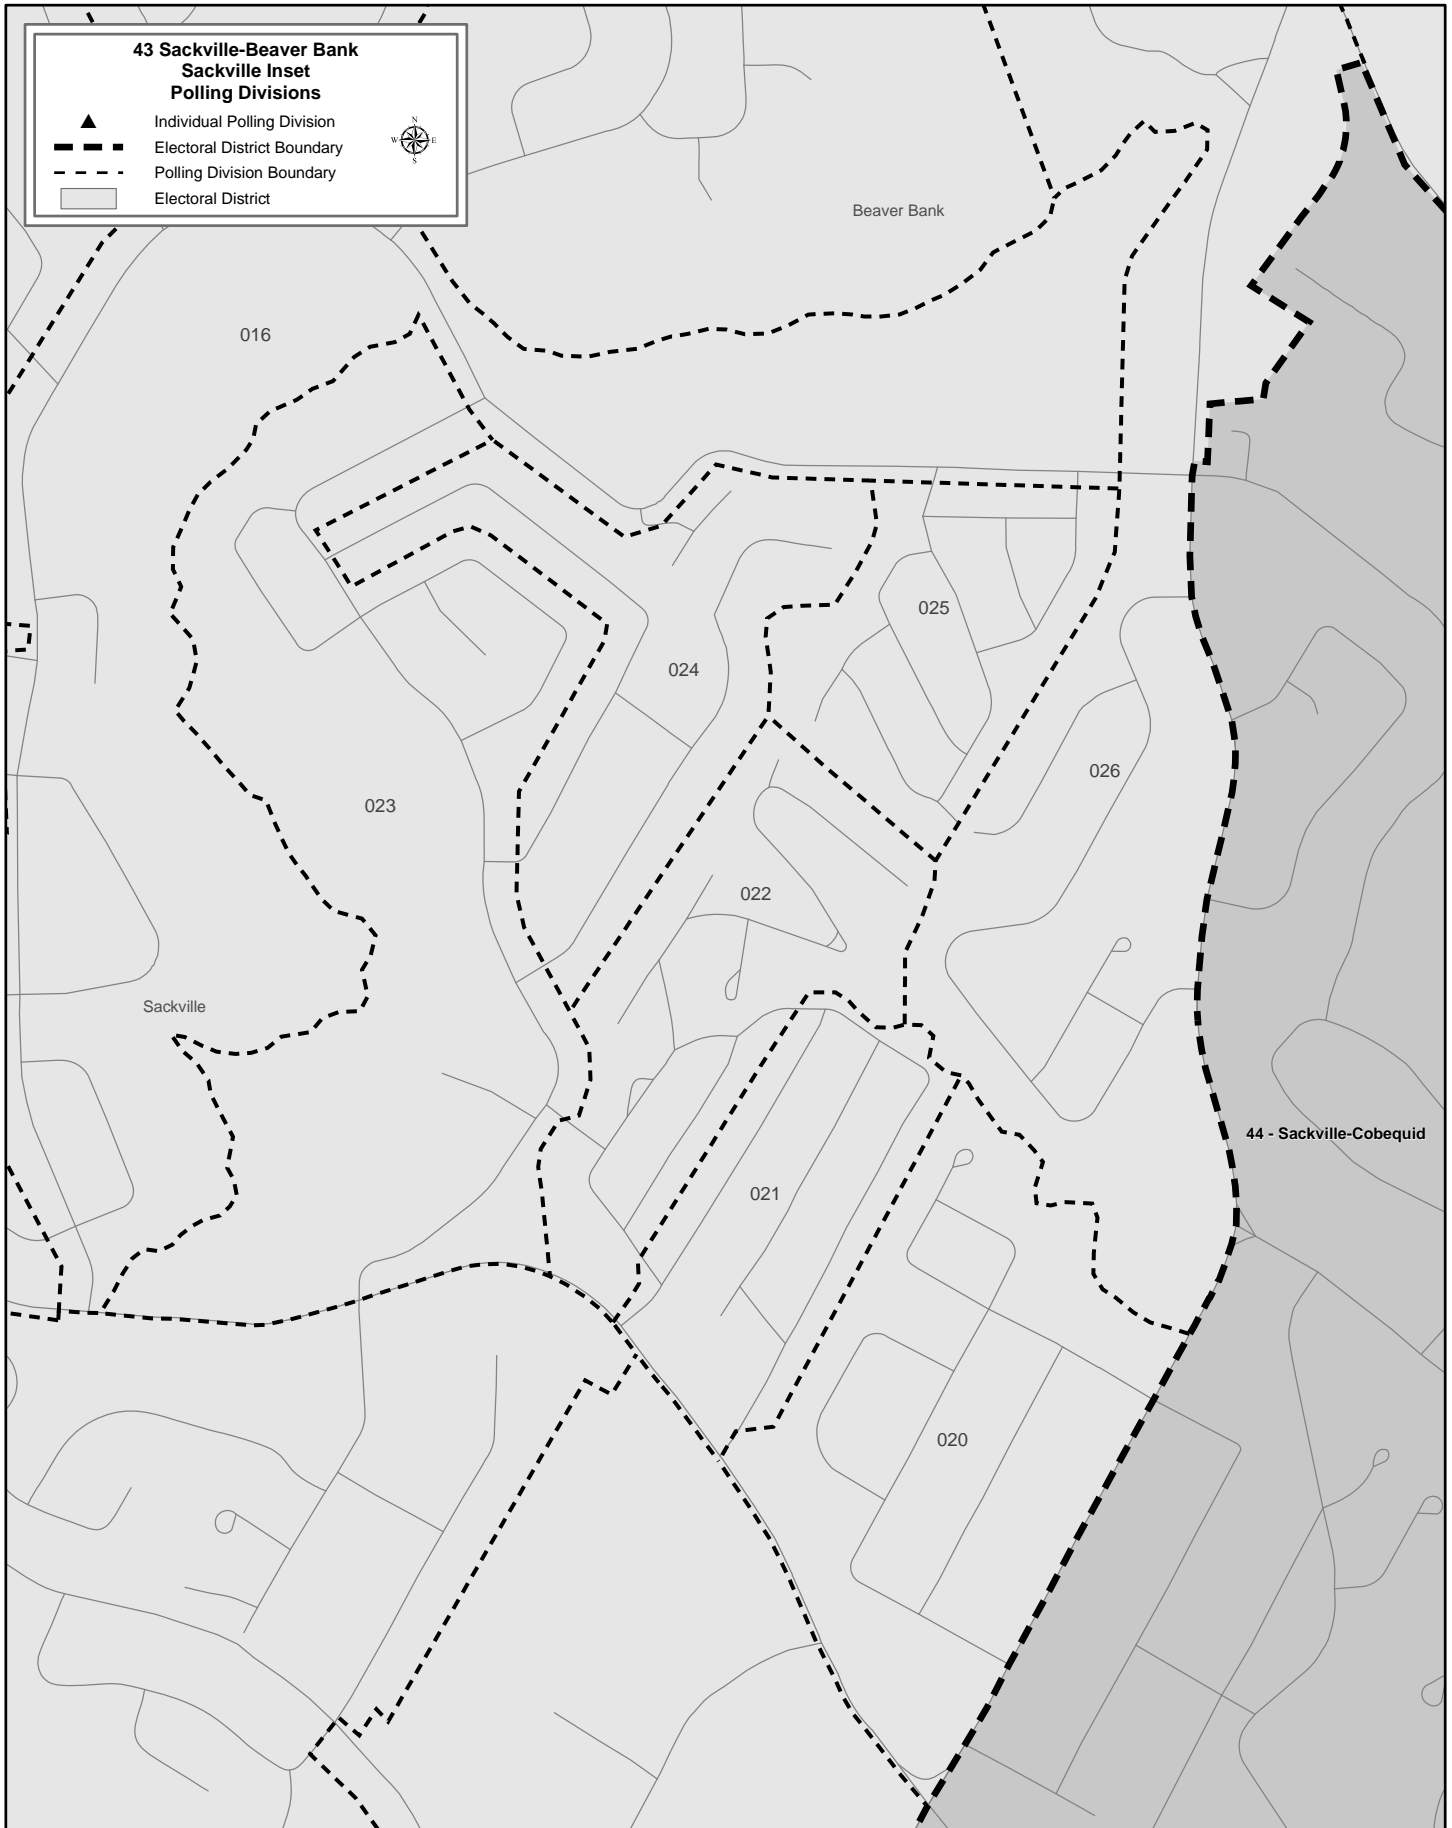 43 Sackville-Beaver Bank
Sackville Inset
Polling Divisions
Individual Polling Division
Electoral District Boundary
Polling Division Boundary
Electoral District
N
W E
S
Beaver Bank
016
025
024
026
023
022
Sackville
44 - Sackville-Cobequid
021
020